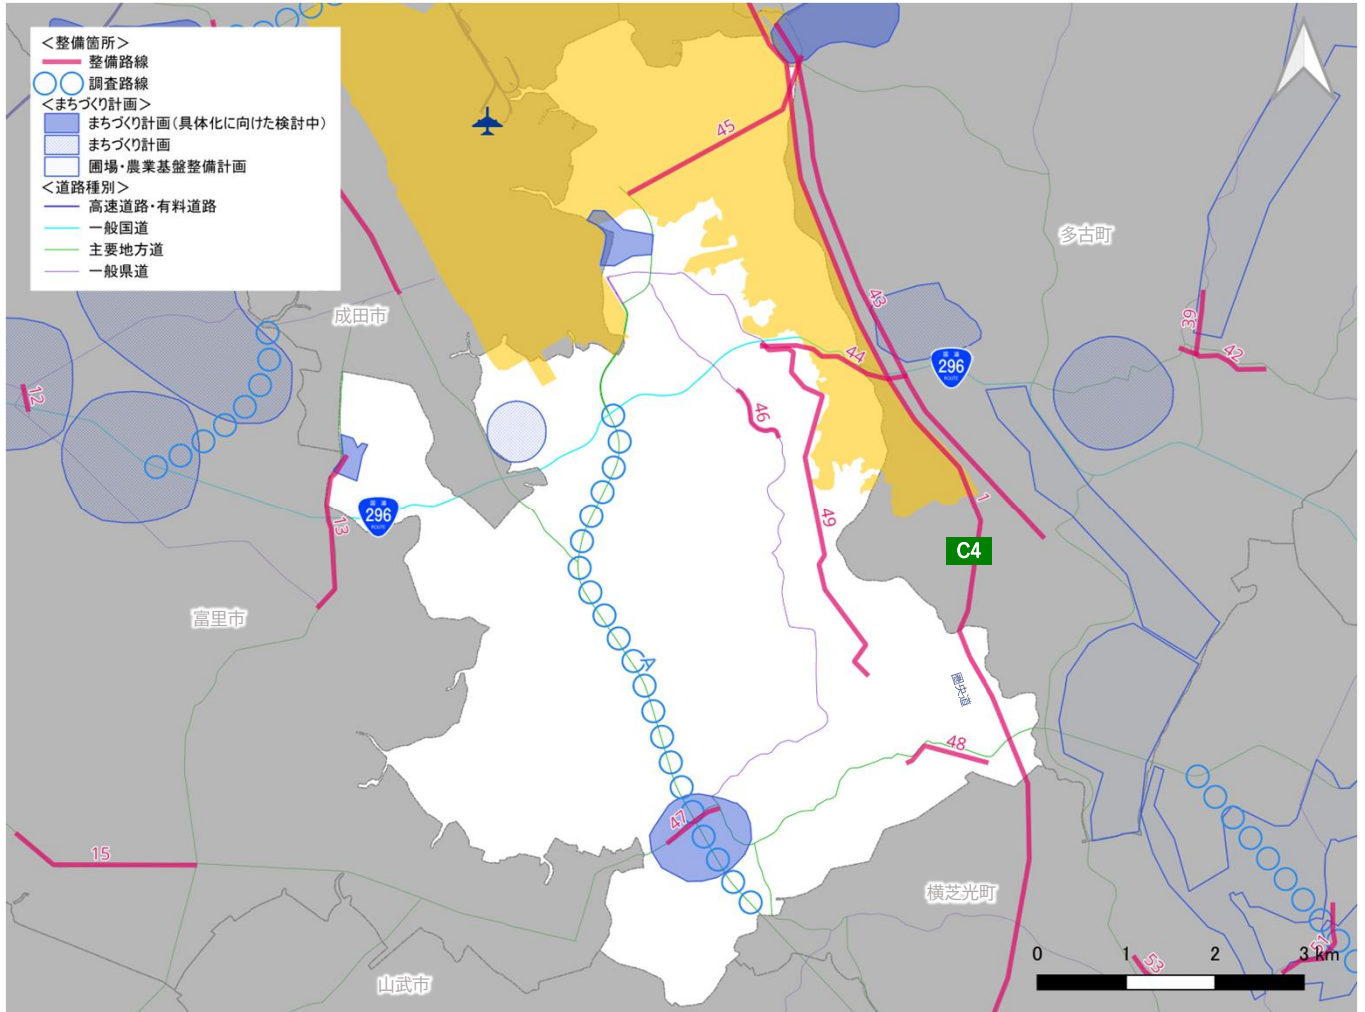 ＜整備箇所＞
整備路線
調査路線
＜まちづくり計画＞
まちづくり計画（具体化に向けた検討中）
まちづくり計画
圃場・農業基盤整備計画
＜道路種別＞
高速道路・有料道路
一般国道
主要地方道
一般県道
45
多古町
成田市
43
39
44
42
国道
296
ROUTE
12
46
1
国道
296
ROUTE
13
49
C4
富里市
A
圏央道
48
47
15
横芝光町
51
53
山武市
0 1 2 3 km